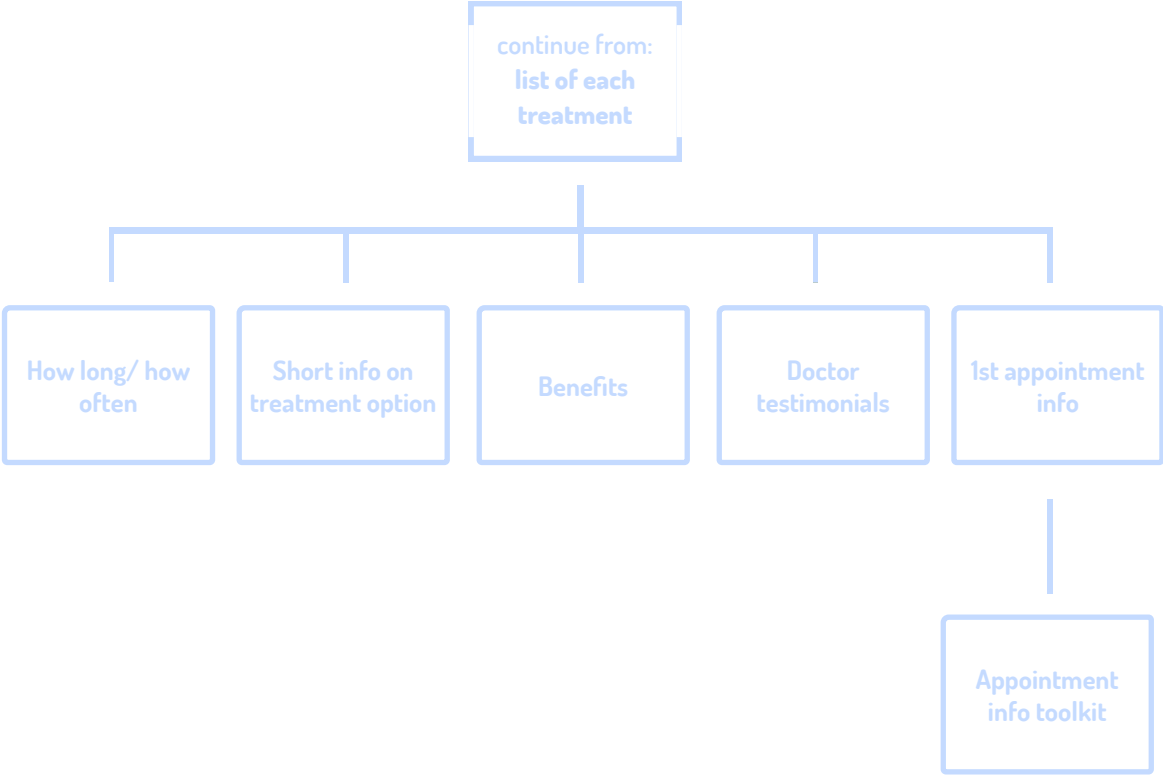 continue from:
list of each
treatment
How long/ how
often
Short info on
treatment option
Benefits
Doctor
testimonials
1st appointment
info
Appointment
info toolkit